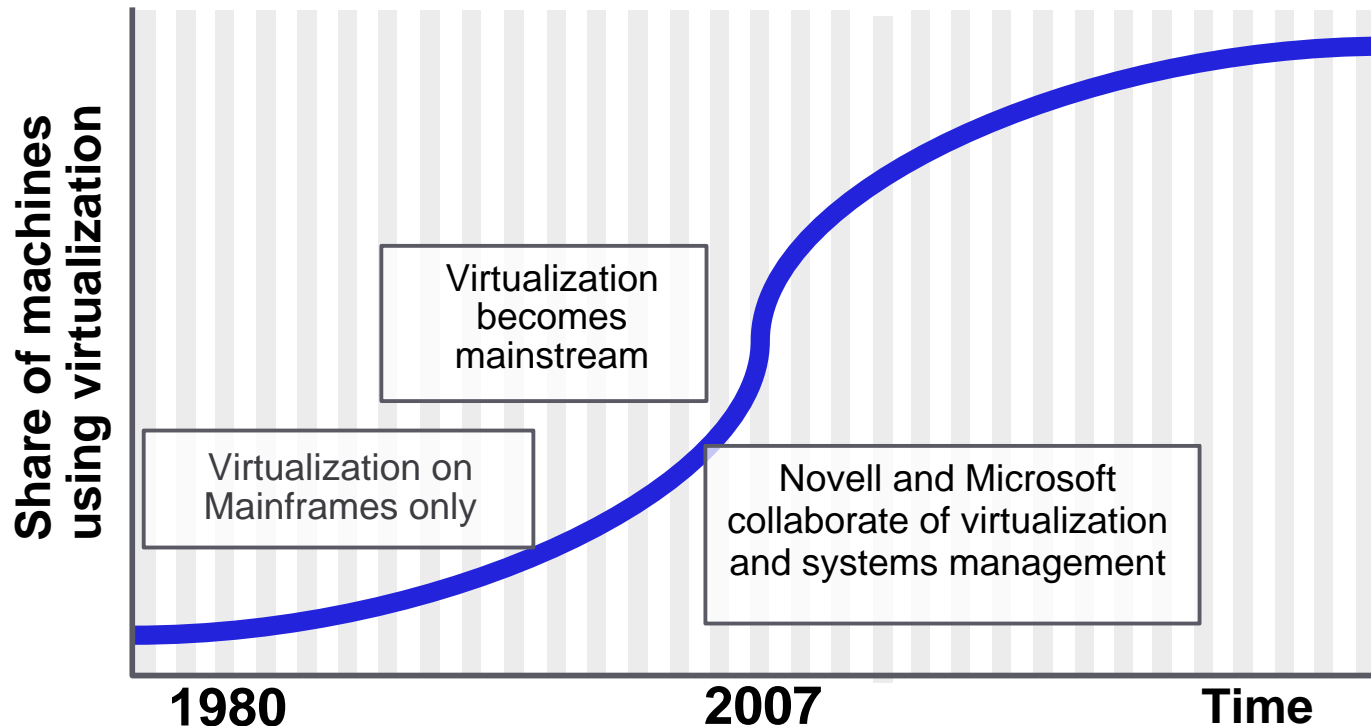 Share of machines
using virtualization
Virtualization
becomes
mainstream
Virtualization on
Mainframes only
Novell and Microsoft
collaborate of virtualization
and systems management
1980
2007
Time